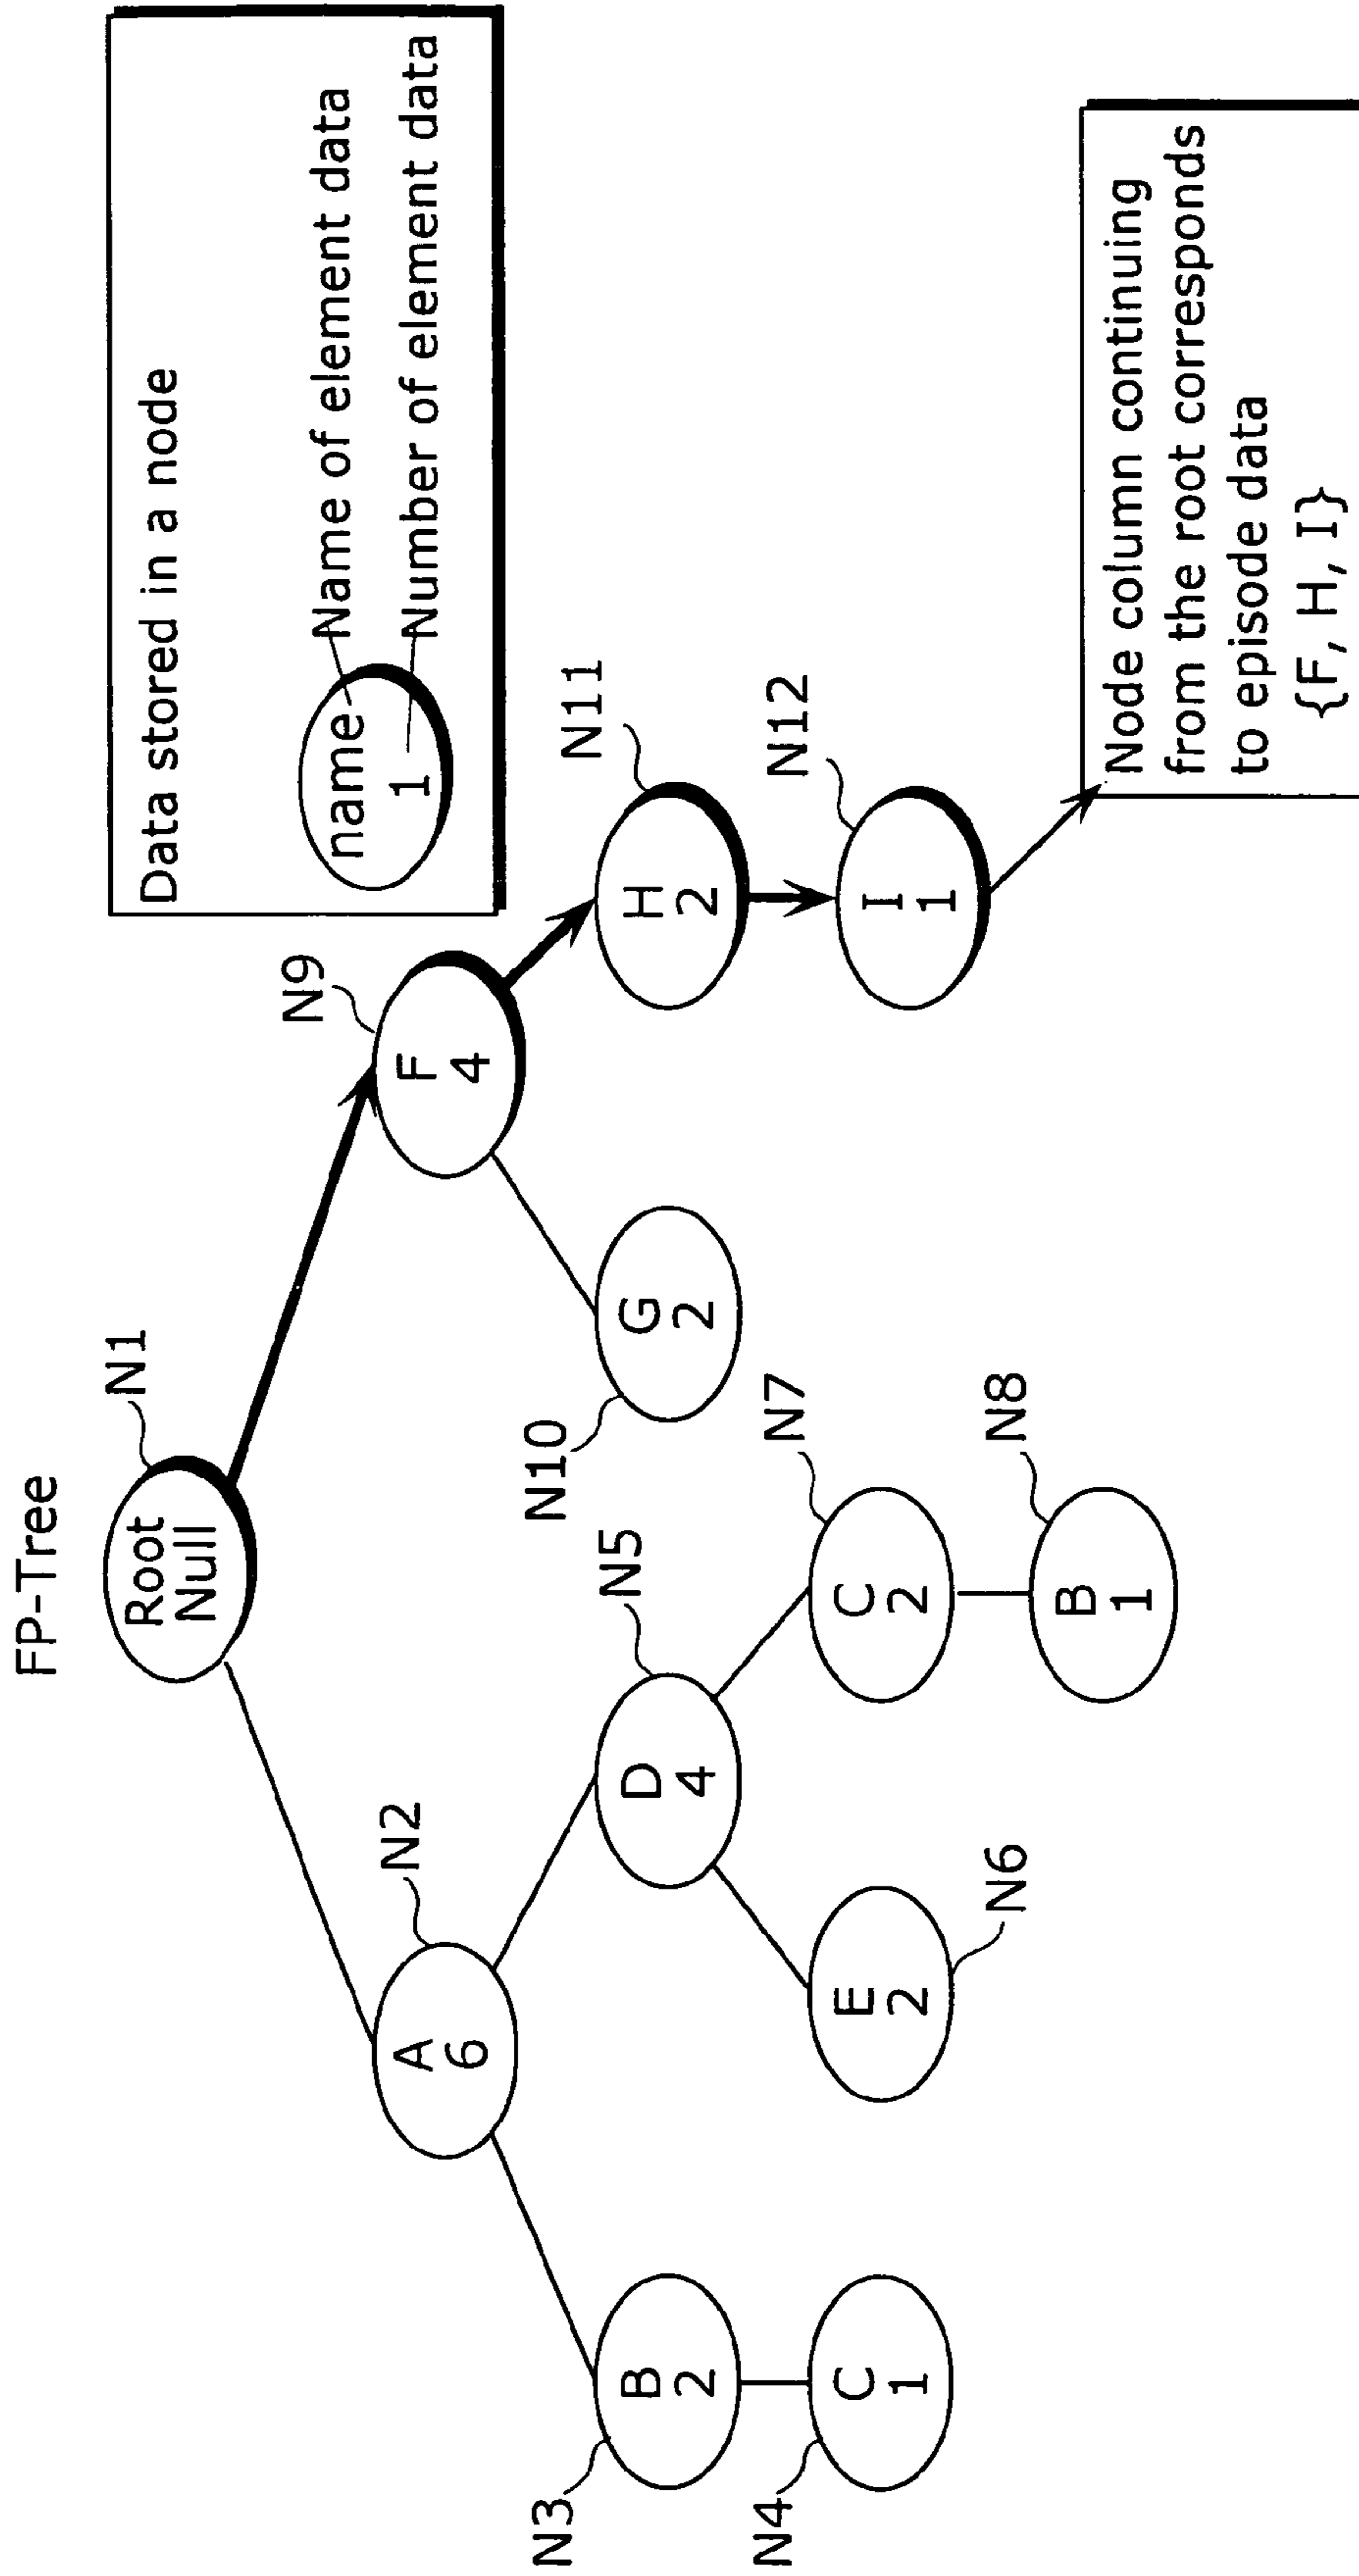 FP-Tree
Data stored in a node
name
1
Name of element data
Number of element data
Root
Null
N1
A
6
N2
F
4
N9
B
2
N3
D
4
N5
G
2
N10
H
2
N11
C
1
N4
E
2
N6
C
2
N7
I
1
N12
B
1
N8
Node column continuing
from the root corresponds
to episode data
{F, H, I}